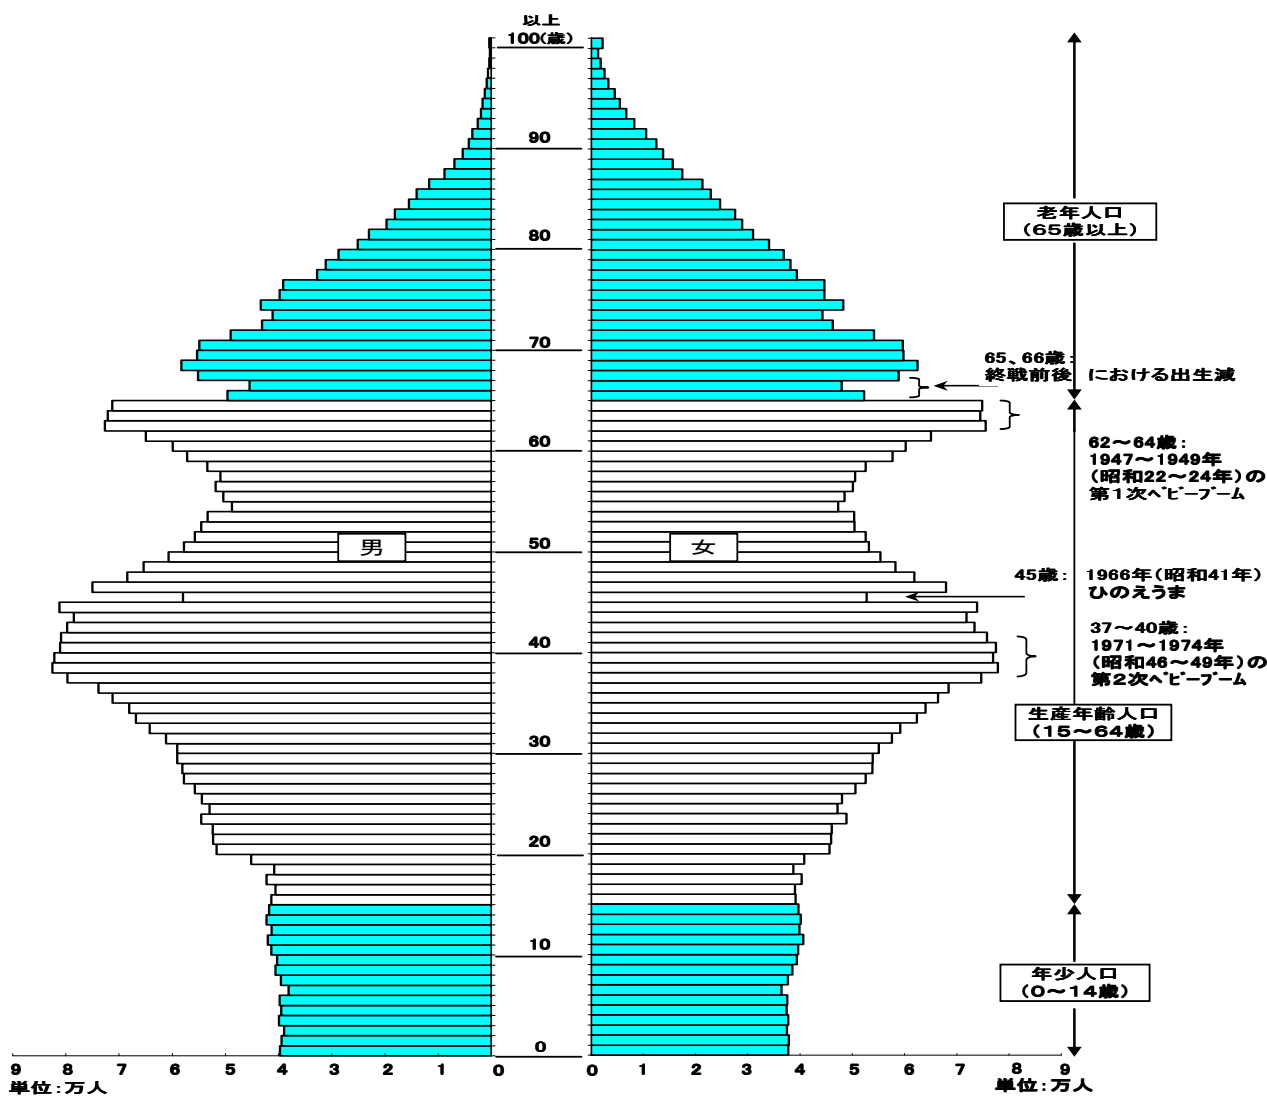 以上
100(歳)
90
80
70
60
50
40
30
20
10
0
男
女
老年人口
(65歳以上)
65、66歳:
終戦前後 における出生減
62~64歳:
1947~1949年
(昭和22~24年)の
第1次ベビーブーム
45歳: 1966年(昭和41年)
ひのえうま
37~40歳:
1971~1974年
(昭和46~49年)の
第2次ベビーブーム
生産年齢人口
(15~64歳)
年少人口
(0~14歳)
9 8 7 6 5 4 3 2 1 0
0 1 2 3 4 5 6 7 8 9
単位:万人
単位:万人